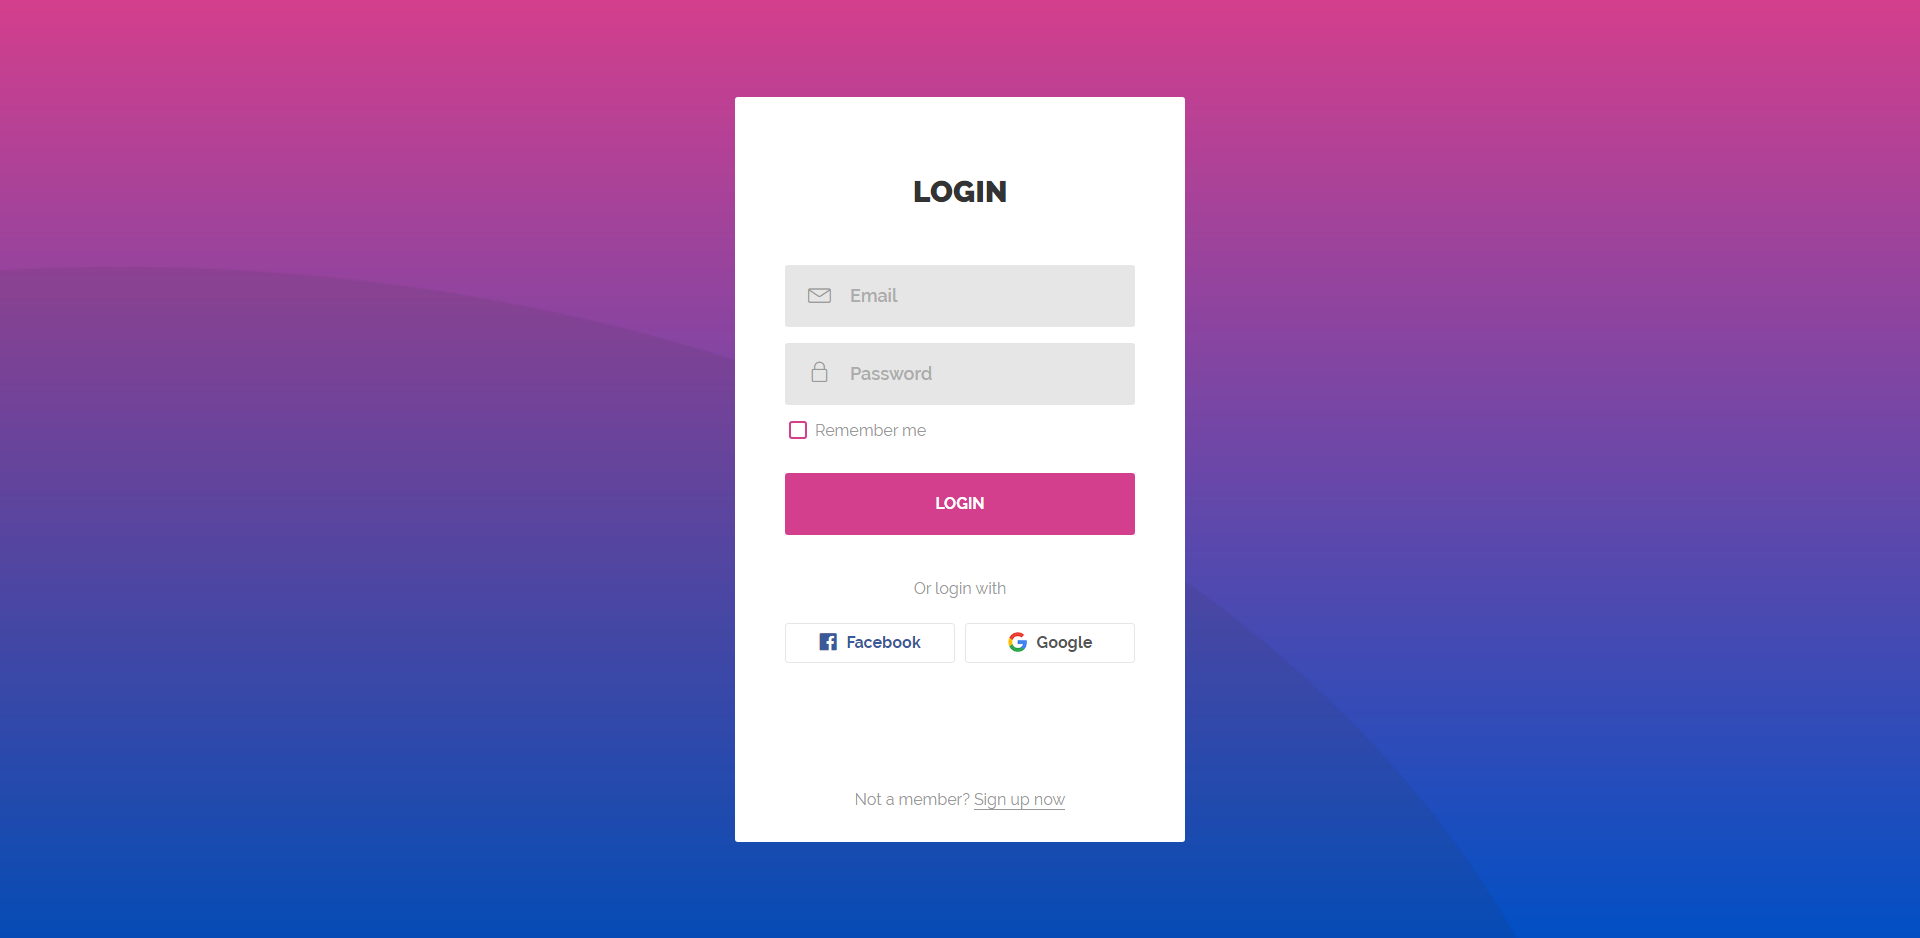 LOGIN
Email
Password
Remember me
LOGIN
Or login with
Facebook Google
Not a member? Sign up now